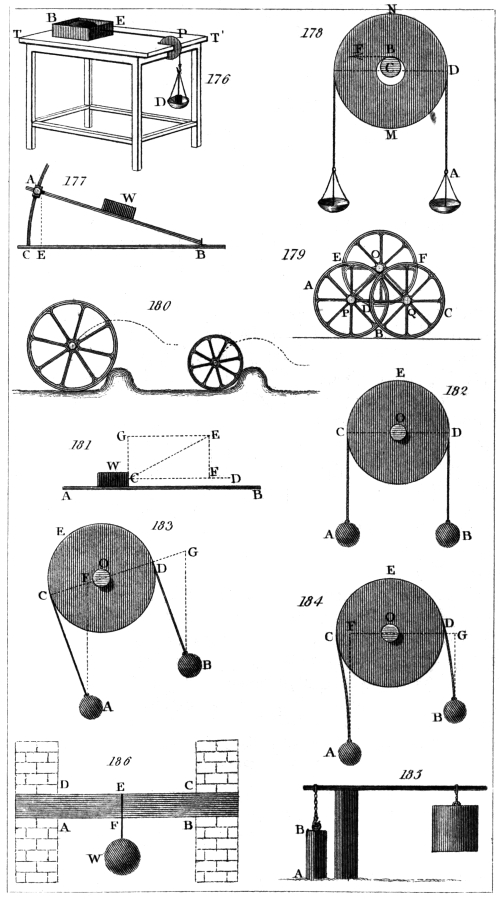 B E P T T' D 176
N F B C D M A 178
A W C E B 177
E O F A P D Q C B 179
180
G E W C F D A B 181
E O C D A B 182
E O G F D C B A 183
E O C F D G B A 184
D E C A F B W 186
B A 185